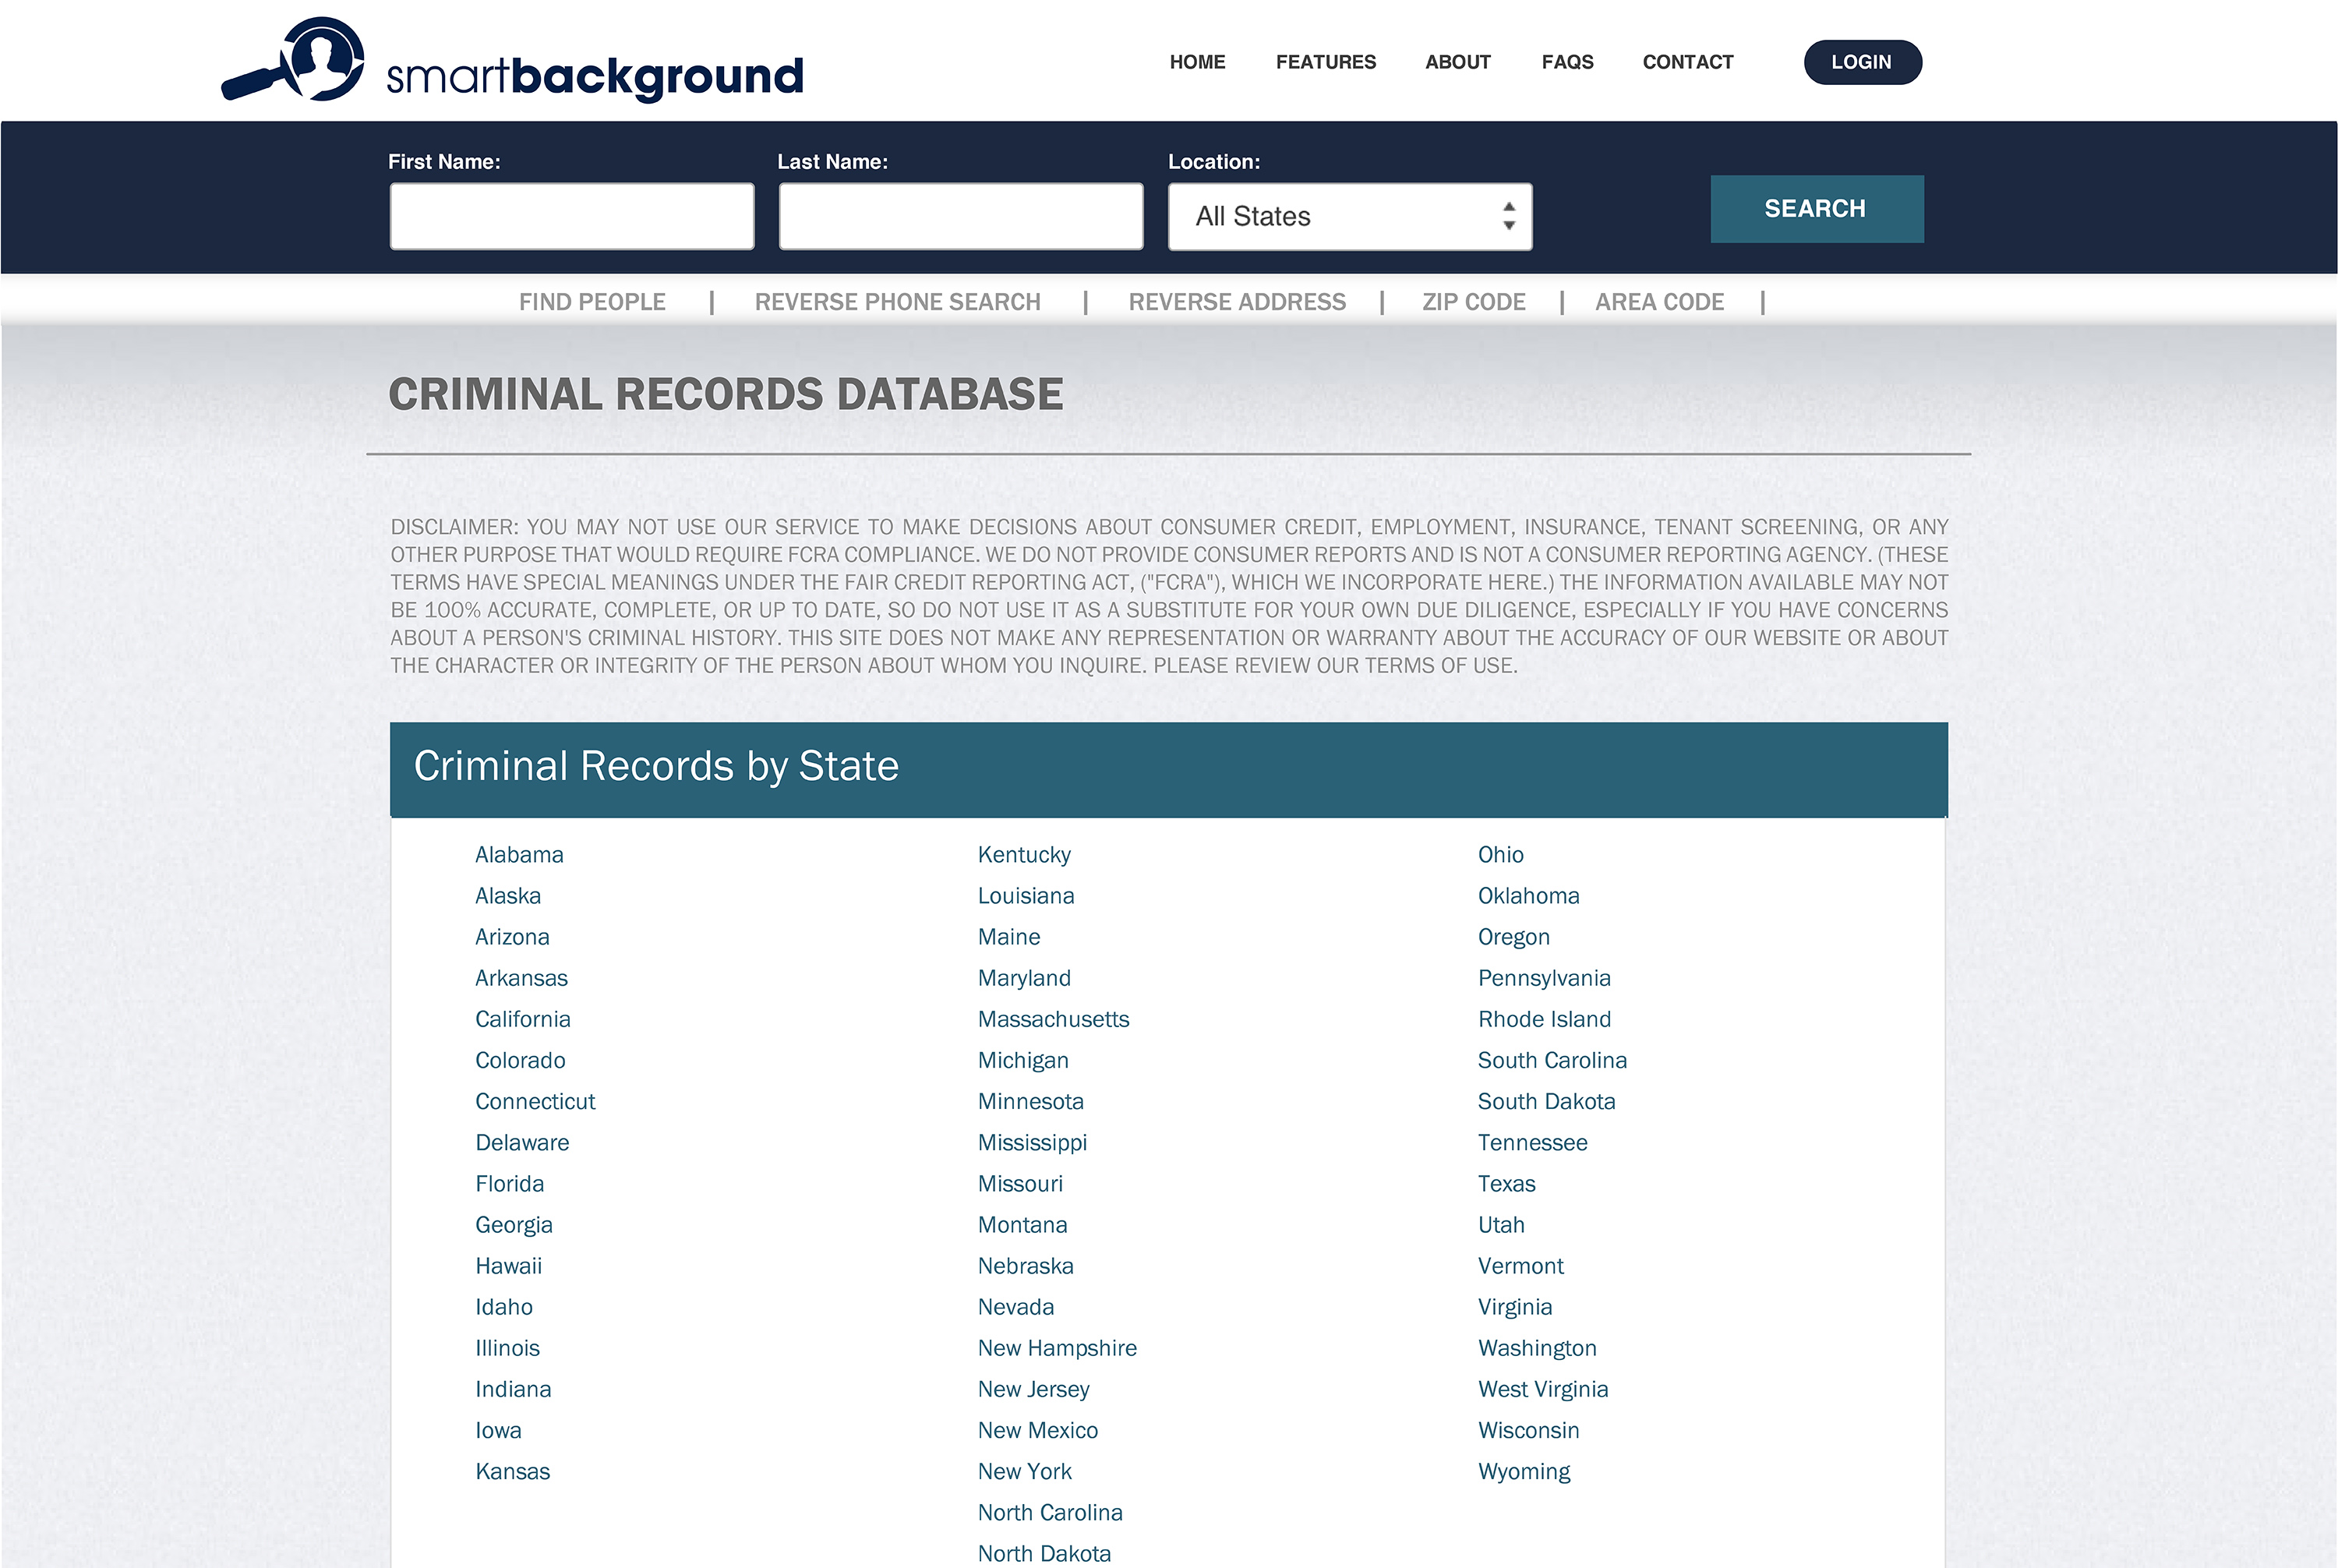 smartbackground
HOME FEATURES ABOUT FAQS CONTACT LOGIN
First Name: Last Name: Location:
All States SEARCH
FIND PEOPLE | REVERSE PHONE SEARCH | REVERSE ADDRESS | ZIP CODE | AREA CODE |
CRIMINAL RECORDS DATABASE
DISCLAIMER: YOU MAY NOT USE OUR SERVICE TO MAKE DECISIONS ABOUT CONSUMER CREDIT, EMPLOYMENT, INSURANCE, TENANT SCREENING, OR ANY
OTHER PURPOSE THAT WOULD REQUIRE FCRA COMPLIANCE. WE DO NOT PROVIDE CONSUMER REPORTS AND IS NOT A CONSUMER REPORTING AGENCY. (THESE
TERMS HAVE SPECIAL MEANINGS UNDER THE FAIR CREDIT REPORTING ACT, ("FCRA"), WHICH WE INCORPORATE HERE.) THE INFORMATION AVAILABLE MAY NOT
BE 100% ACCURATE, COMPLETE, OR UP TO DATE, SO DO NOT USE IT AS A SUBSTITUTE FOR YOUR OWN DUE DILIGENCE, ESPECIALLY IF YOU HAVE CONCERNS
ABOUT A PERSON'S CRIMINAL HISTORY. THIS SITE DOES NOT MAKE ANY REPRESENTATION OR WARRANTY ABOUT THE ACCURACY OF OUR WEBSITE OR ABOUT
THE CHARACTER OR INTEGRITY OF THE PERSON ABOUT WHOM YOU INQUIRE. PLEASE REVIEW OUR TERMS OF USE.
Criminal Records by State
Alabama
Alaska
Arizona
Arkansas
California
Colorado
Connecticut
Delaware
Florida
Georgia
Hawaii
Idaho
Illinois
Indiana
Iowa
Kansas
Kentucky
Louisiana
Maine
Maryland
Massachusetts
Michigan
Minnesota
Mississippi
Missouri
Montana
Nebraska
Nevada
New Hampshire
New Jersey
New Mexico
New York
North Carolina
North Dakota
Ohio
Oklahoma
Oregon
Pennsylvania
Rhode Island
South Carolina
South Dakota
Tennessee
Texas
Utah
Vermont
Virginia
Washington
West Virginia
Wisconsin
Wyoming